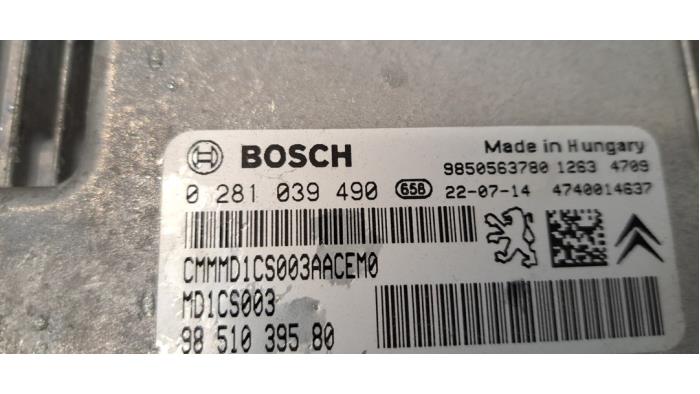 BOSCH
Made in Hungary
9850563780 1263 4709
0 281 039 490 658 22-07-14 4740014637
CMMMD1CS003AACEM0
MD1CS003
98 510 395 80